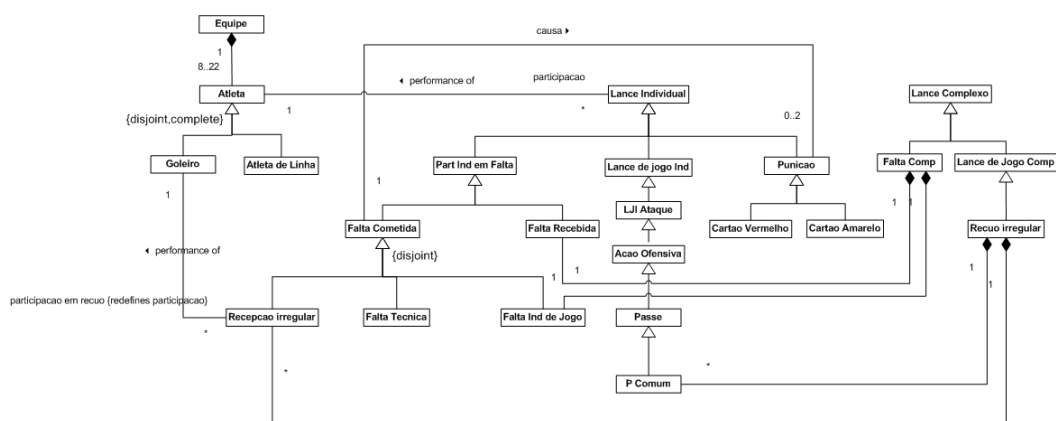 Equipe
causa ▶
1
8..22
◀ performance of
participacao
Atleta
Lance Individual
Lance Complexo
1
*
{disjoint,complete}
0..2
Goleiro
Atleta de Linha
Part Ind em Falta
Lance de jogo Ind
Punicao
Falta Comp
Lance de Jogo Comp
1
1
1
1
LJI Ataque
Falta Cometida
Falta Recebida
Cartao Vermelho
Cartao Amarelo
Recuo irregular
◀ performance of
{disjoint}
Acao Ofensiva
1
1
1
1
participacao em recuo {redefines participacao}
Recepcao irregular
Falta Tecnica
Falta Ind de Jogo
Passe
*
*
*
P Comum